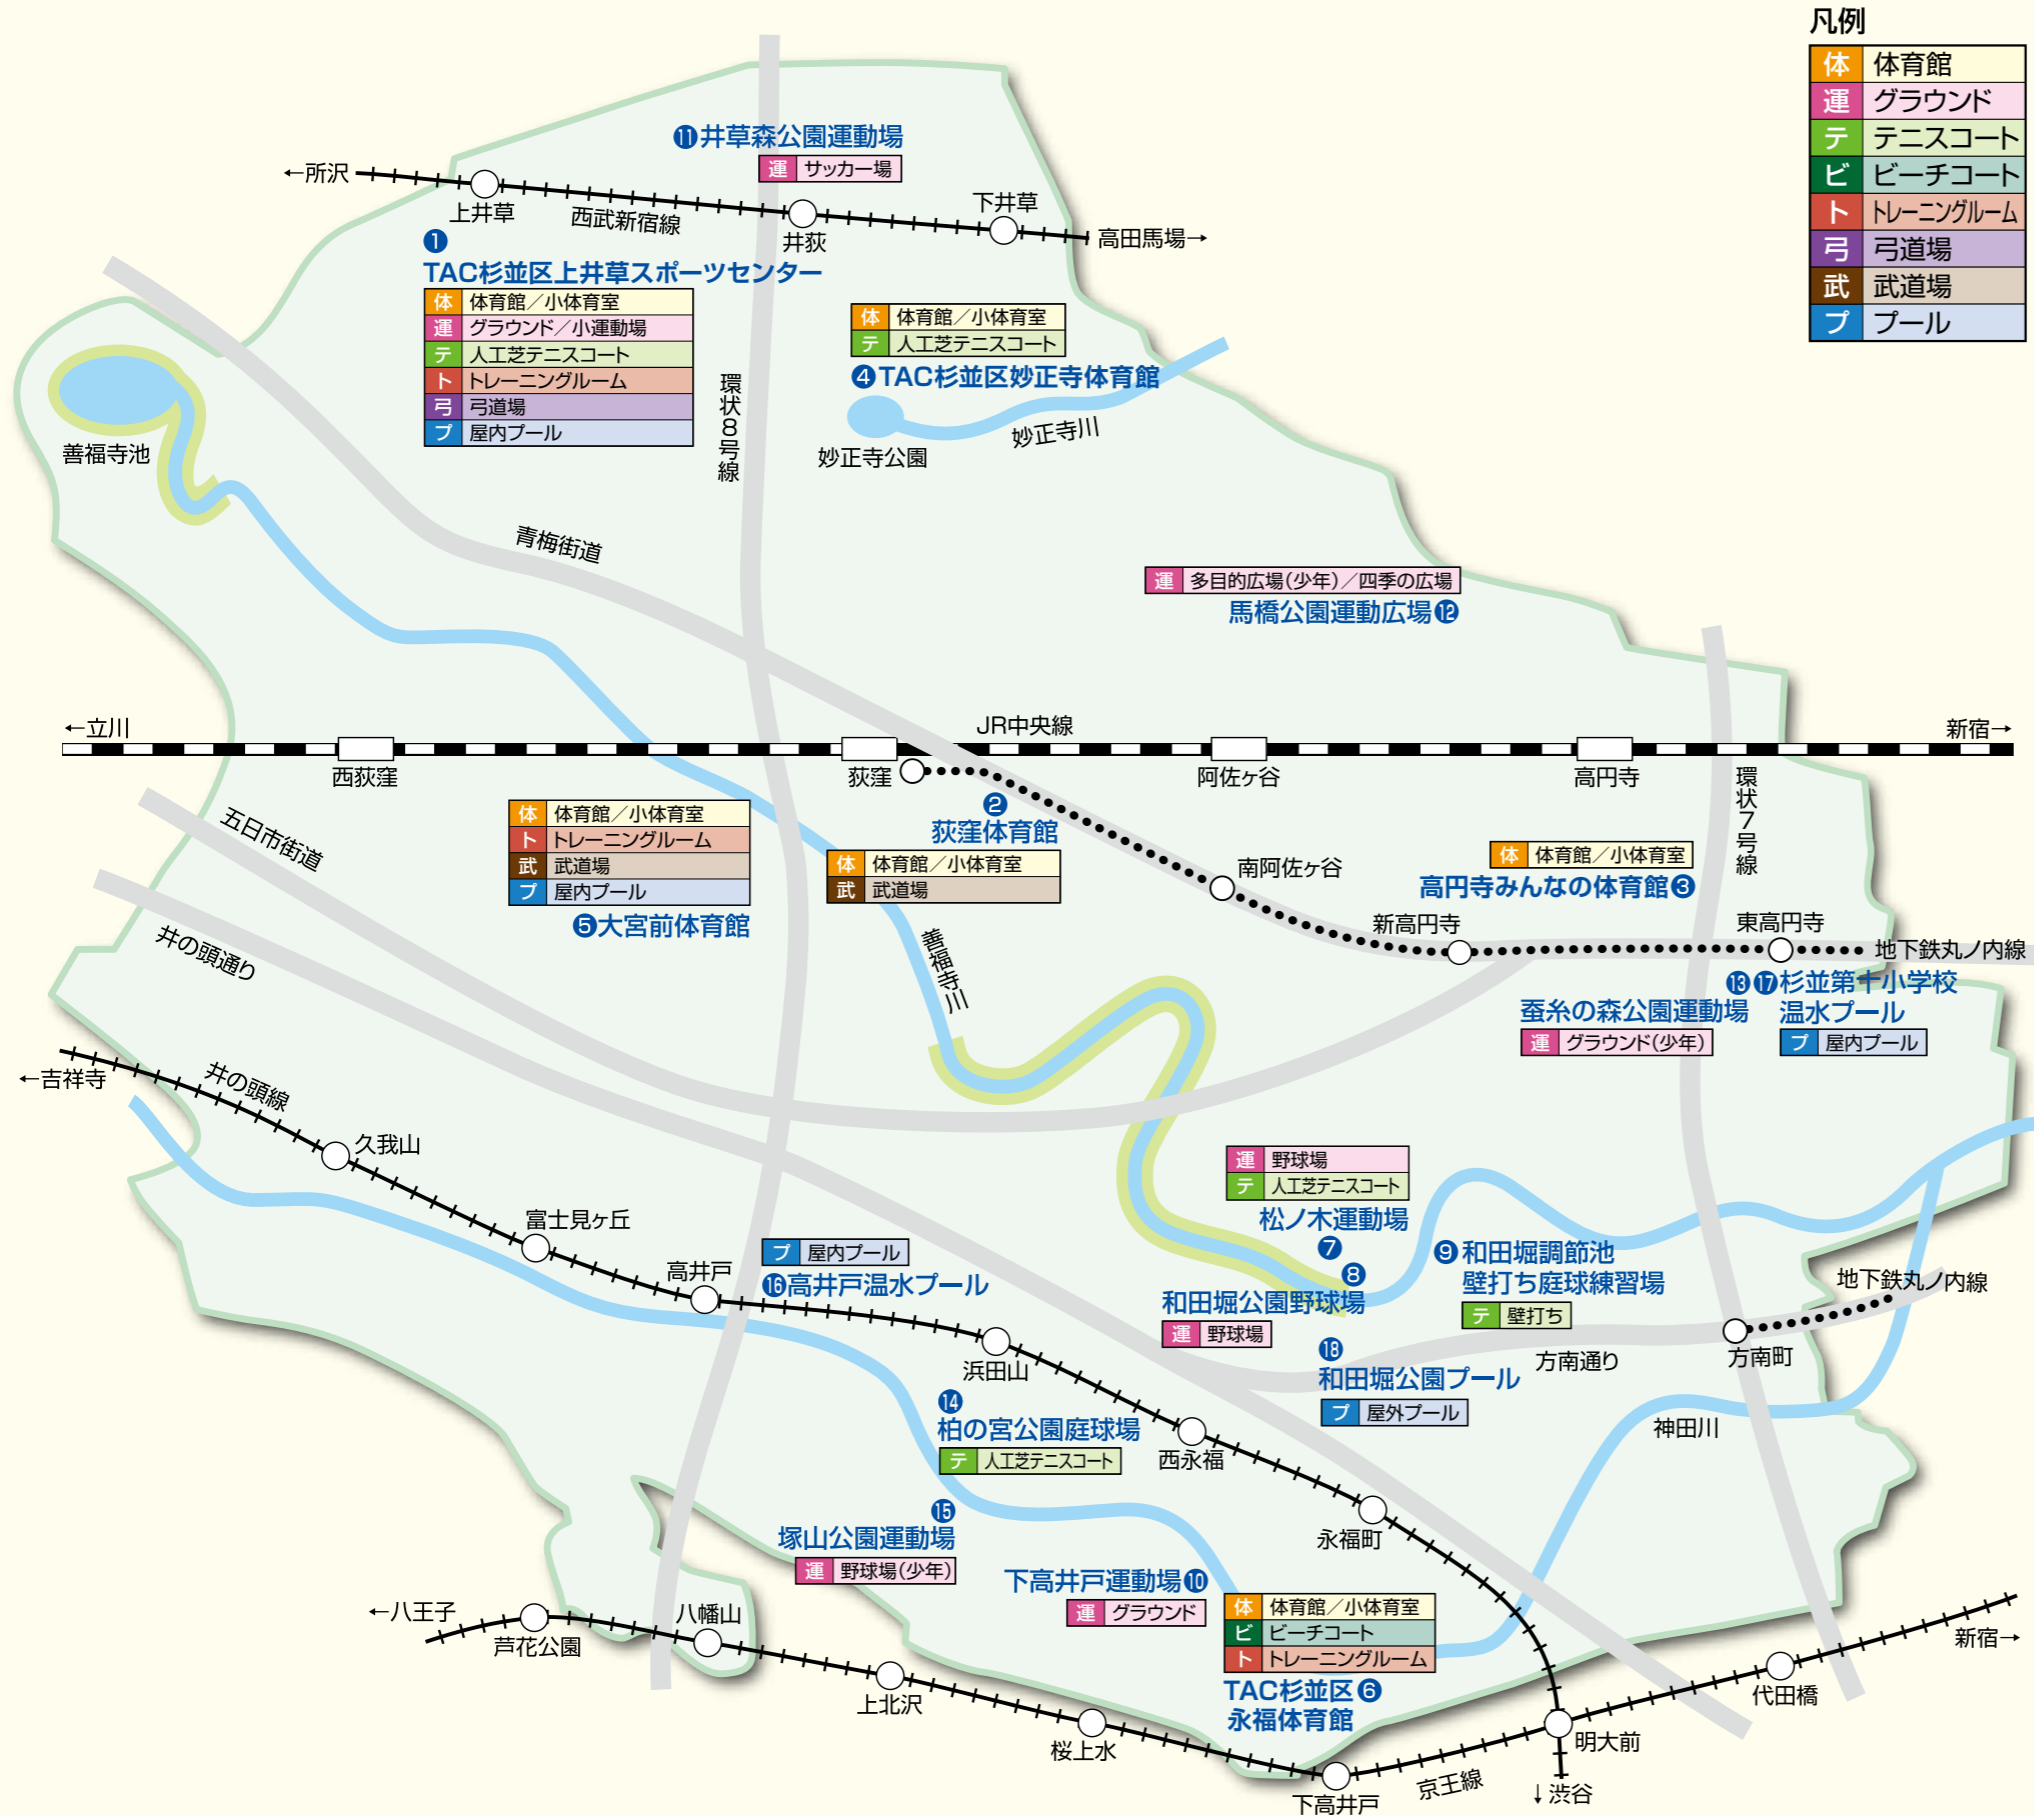 凡例
体 体育館
運 グラウンド
テ テニスコート
ビ ビーチコート
ト トレーニングルーム
弓 弓道場
武 武道場
プ プール
⓫井草森公園運動場
運 サッカー場
←所沢
上井草
西武新宿線
井荻
下井草
高田馬場→
❶
TAC杉並区上井草スポーツセンター
体 体育館／小体育室
運 グラウンド／小運動場
テ 人工芝テニスコート
ト トレーニングルーム
弓 弓道場
プ 屋内プール
体 体育館／小体育室
テ 人工芝テニスコート
❹TAC杉並区妙正寺体育館
環状8号線
善福寺池
妙正寺公園
妙正寺川
青梅街道
運 多目的広場（少年）／四季の広場
馬橋公園運動広場⓬
←立川
JR中央線
新宿→
西荻窪
荻窪
阿佐ヶ谷
高円寺
環状7号線
五日市街道
体 体育館／小体育室
ト トレーニングルーム
武 武道場
プ 屋内プール
❺大宮前体育館
❷
荻窪体育館
体 体育館／小体育室
武 武道場
南阿佐ヶ谷
体 体育館／小体育室
高円寺みんなの体育館❸
新高円寺
東高円寺
地下鉄丸ノ内線
井の頭通り
善福寺川
⓭⓱杉並第十小学校
温水プール
プ 屋内プール
蚕糸の森公園運動場
運 グラウンド（少年）
←吉祥寺
井の頭線
久我山
富士見ヶ丘
高井戸
プ 屋内プール
⓰高井戸温水プール
運 野球場
テ 人工芝テニスコート
松ノ木運動場
❼
❽
和田堀公園野球場
運 野球場
❾和田堀調節池
壁打ち庭球練習場
テ 壁打ち
地下鉄丸ノ内線
方南町
方南通り
⓲
和田堀公園プール
プ 屋外プール
浜田山
⓮
柏の宮公園庭球場
テ 人工芝テニスコート
西永福
神田川
⓯
塚山公園運動場
運 野球場（少年）
永福町
下高井戸運動場❿
運 グラウンド
体 体育館／小体育室
ビ ビーチコート
ト トレーニングルーム
TAC杉並区❻
永福体育館
←八王子
芦花公園
八幡山
上北沢
桜上水
下高井戸
京王線
明大前
↓渋谷
代田橋
新宿→